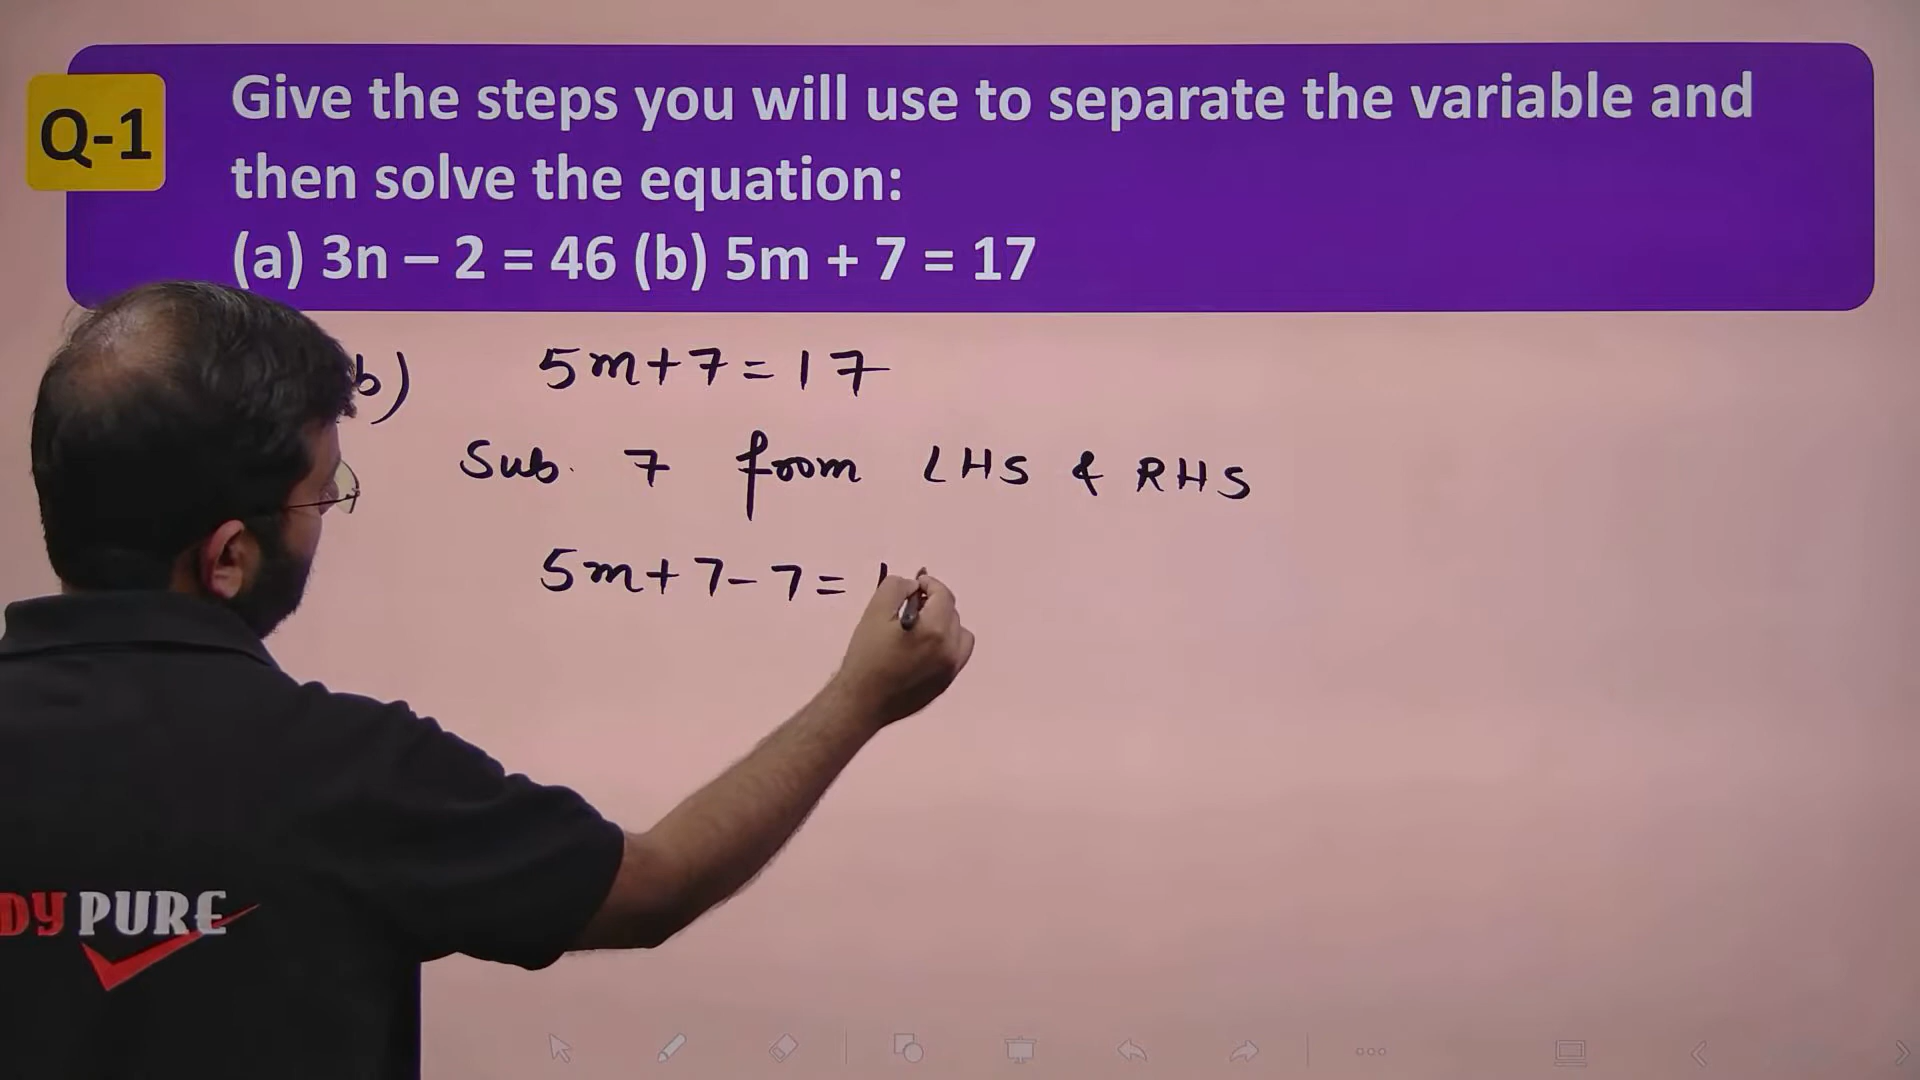 Q-1
Give the steps you will use to separate the variable and
then solve the equation:
(a) 3n – 2 = 46 (b) 5m + 7 = 17
b) 5m+7=17
Sub. 7 from LHS & RHS
5m+7-7=
DY PURE